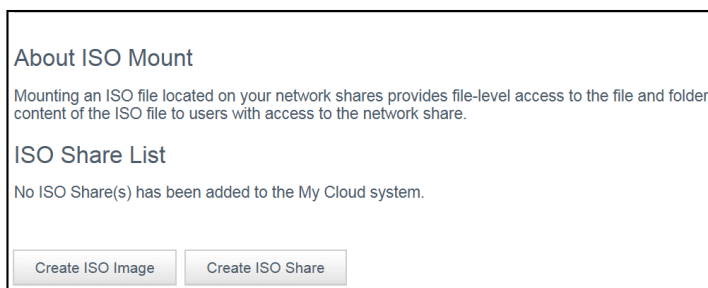 About ISO Mount
Mounting an ISO file located on your network shares provides file-level access to the file and folder
content of the ISO file to users with access to the network share.
ISO Share List
No ISO Share(s) has been added to the My Cloud system.
Create ISO Image
Create ISO Share